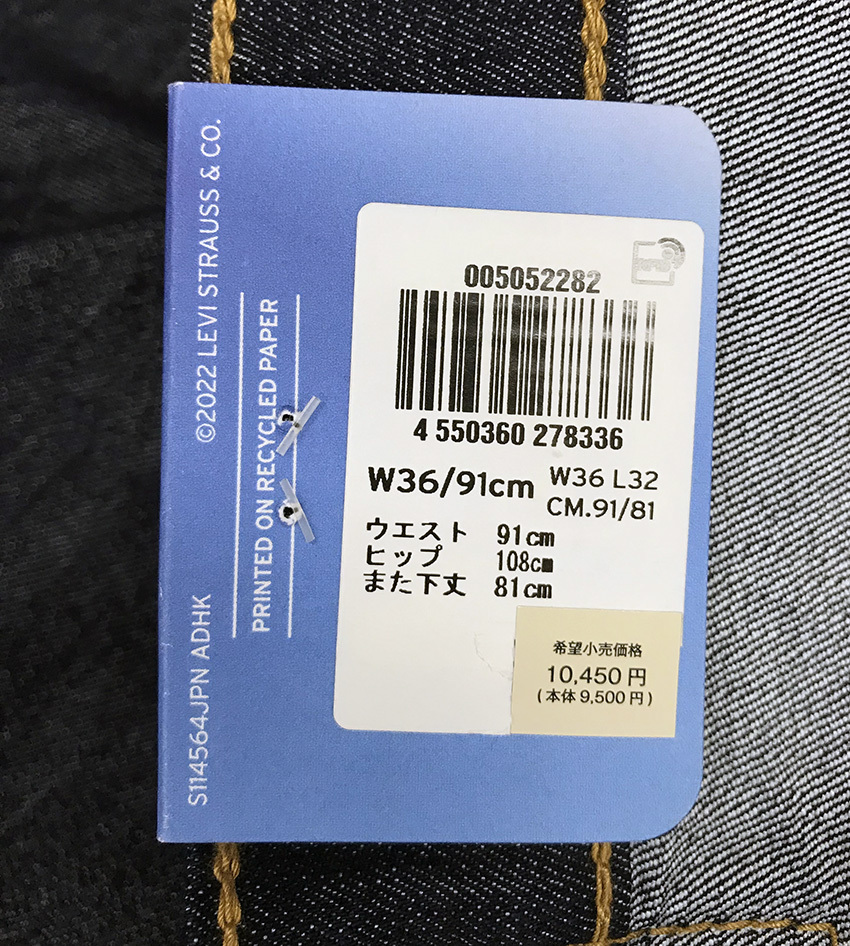 ©2022 LEVI STRAUSS & CO.
PRINTED ON RECYCLED PAPER
S114564JPN ADHK
005052282
4 550360 278336
W36/91cm
W36 L32
CM.91/81
ウエスト 91cm
ヒップ 108cm
また下丈 81cm
希望小売価格
10,450円
(本体9,500円)